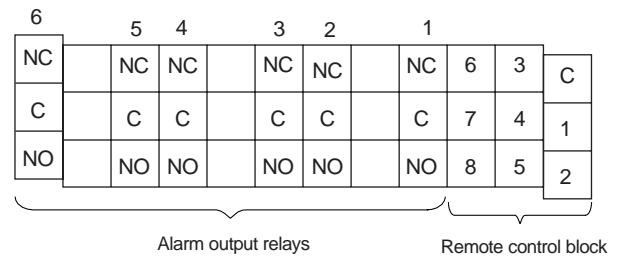 6 5 4 3 2 1
NC NC NC NC NC NC 6 3 C
C C C C C C 7 4 1
NO NO NO NO NO NO 8 5 2
Alarm output relays Remote control block